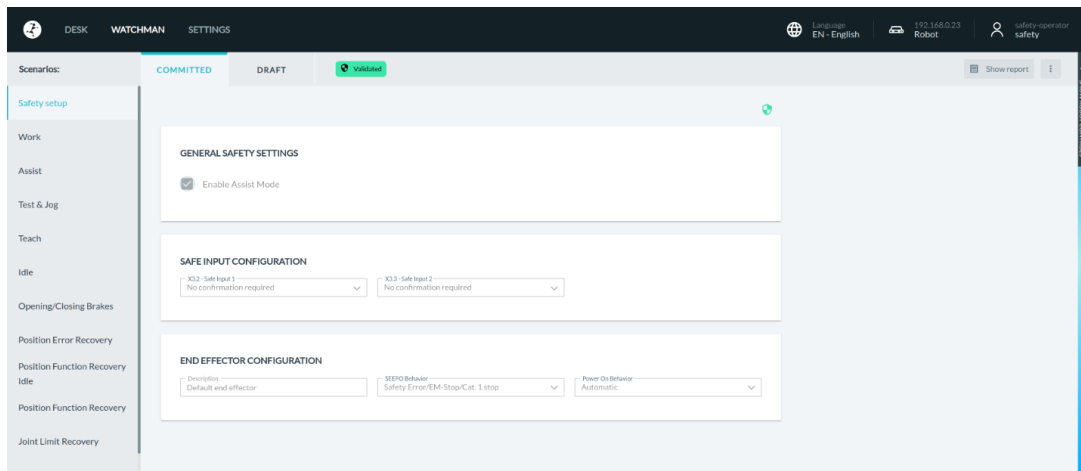 DESK WATCHMAN SETTINGS
Language
EN - English
192.168.0.23
Robot
safety-operator
safety
Scenarios:
COMMITTED DRAFT Validated Show report
Safety setup
Work
Assist
Test & Jog
Teach
Idle
Opening/Closing Brakes
Position Error Recovery
Position Function Recovery
Idle
Position Function Recovery
Joint Limit Recovery
GENERAL SAFETY SETTINGS
Enable Assist Mode
SAFE INPUT CONFIGURATION
X3.2 - Safe Input 1
No confirmation required
X3.3 - Safe Input 2
No confirmation required
END EFFECTOR CONFIGURATION
Description
Default end effector
SEEPO Behavior
Safety Error/EM-Stop/Cat. 1 stop
Power On Behavior
Automatic